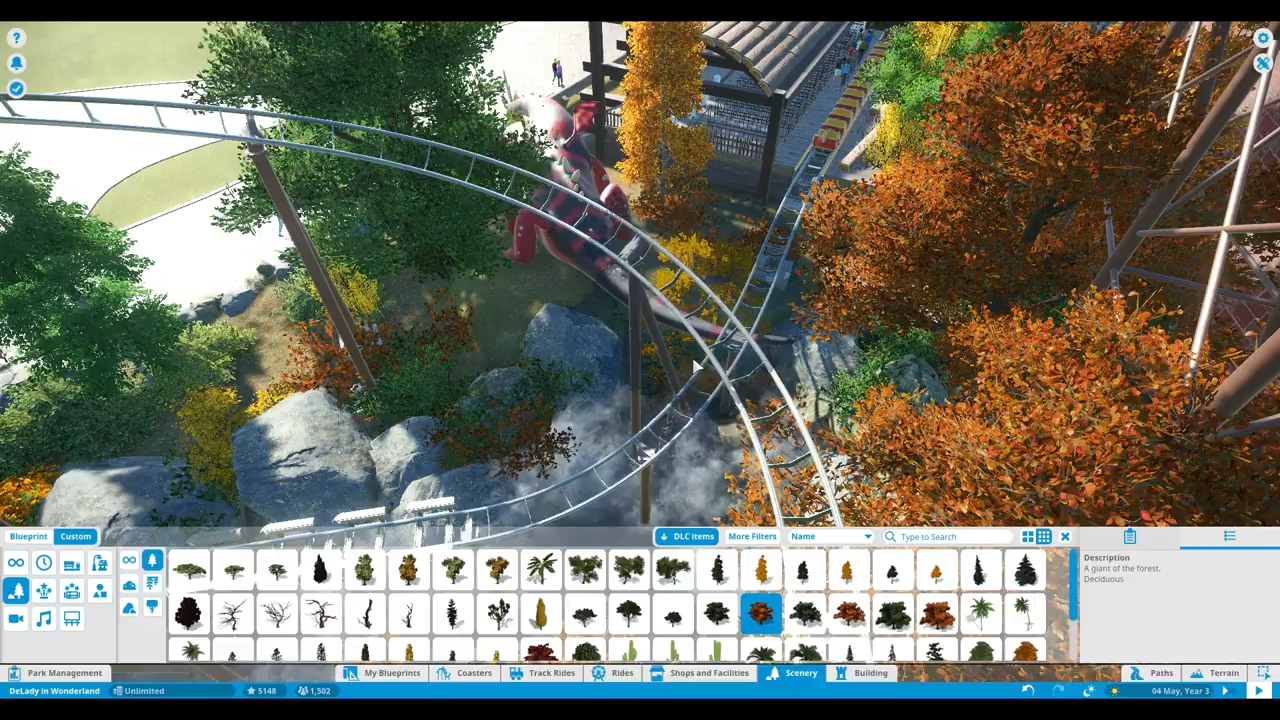 Blueprint Custom DLC items More Filters Name Type to Search
Description
A giant of the forest.
Deciduous
Park Management My Blueprints Coasters Track Rides Rides Shops and Facilities Scenery Building Paths Terrain
DeLady in Wonderland Unlimited 5148 1,502 04 May, Year 3